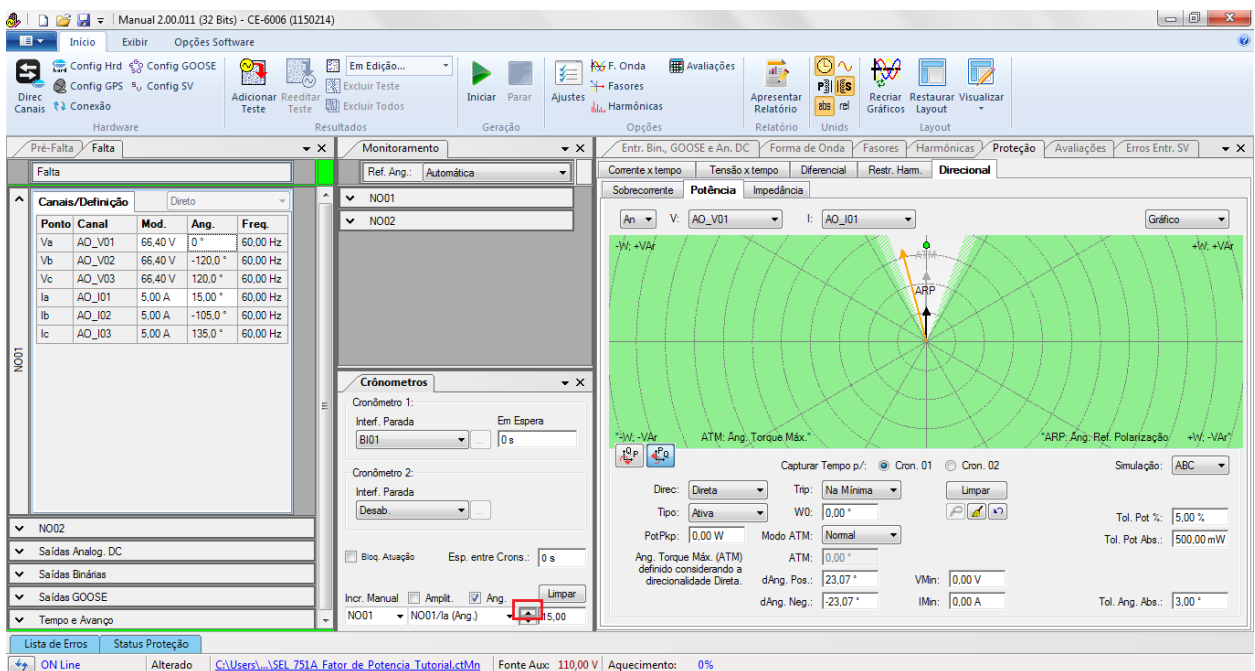 Manual 2.00.011 (32 Bits) - CE-6006 (1150214)
Início Exibir Opções Software
Direc Canais
Config Hrd Config GOOSE
Config GPS Config SV
Conexão
Hardware
Adicionar Teste
Reeditar Teste
Em Edição...
Excluir Teste
Excluir Todos
Resultados
Iniciar Parar
Geração
Ajustes
F. Onda Avaliações
Fasores
Harmônicas
Opções
Apresentar Relatório
Relatório
abs rel
Unids
Recriar Gráficos
Restaurar Layout
Visualizar
Layout
Pré-Falta Falta
Falta
NO01
Canais/Definição Direto
Ponto Canal Mod. Ang. Freq.
Va AO_V01 66,40 V 0 ° 60,00 Hz
Vb AO_V02 66,40 V -120,0 ° 60,00 Hz
Vc AO_V03 66,40 V 120,0 ° 60,00 Hz
Ia AO_I01 5,00 A 15,00 ° 60,00 Hz
Ib AO_I02 5,00 A -105,0 ° 60,00 Hz
Ic AO_I03 5,00 A 135,0 ° 60,00 Hz
NO02
Saídas Analog. DC
Saídas Binárias
Saídas GOOSE
Tempo e Avanço
Monitoramento
Ref. Ang.: Automática
NO01
NO02
Crônometros
Cronômetro 1:
Interf. Parada Em Espera
BI01 ... 0 s
Cronômetro 2:
Interf. Parada
Desab. ...
Bloq. Atuação Esp. entre Crons.: 0 s
Incr. Manual Amplit. Ang. Limpar
NO01 NO01/Ia (Ang.) 15,00
Entr. Bin., GOOSE e An. DC Forma de Onda Fasores Harmônicas Proteção Avaliações Erros Entr. SV
Corrente x tempo Tensão x tempo Diferencial Restr. Harm. Direcional
Sobrecorrente Potência Impedância
An V: AO_V01 I: AO_I01 Gráfico
-W; +VAr +W; +VAr
ATM
ARP
"-W; -VAr ATM: Âng. Torque Máx." "ARP: Âng. Ref. Polarização +W; -VAr"
Capturar Tempo p/: Cron. 01 Cron. 02 Simulação: ABC
Direc: Direta Trip: Na Mínima Limpar
Tipo: Ativa W0: 0,00 ° Tol. Pot %: 5,00 %
PotPkp: 0,00 W Modo ATM: Normal Tol. Pot Abs.: 500,00 mW
Ang. Torque Máx. (ATM) definido considerando a direcionalidade Direta.
ATM: 0,00 °
dAng. Pos.: 23,07 ° VMin: 0,00 V
dAng. Neg.: -23,07 ° IMin: 0,00 A Tol. Ang. Abs.: 3,00 °
Lista de Erros Status Proteção
ON Line Alterado C:\Users\...\SEL 751A_Fator_de_Potencia_Tutorial.ctMn Fonte Aux: 110,00 V Aquecimento: 0%